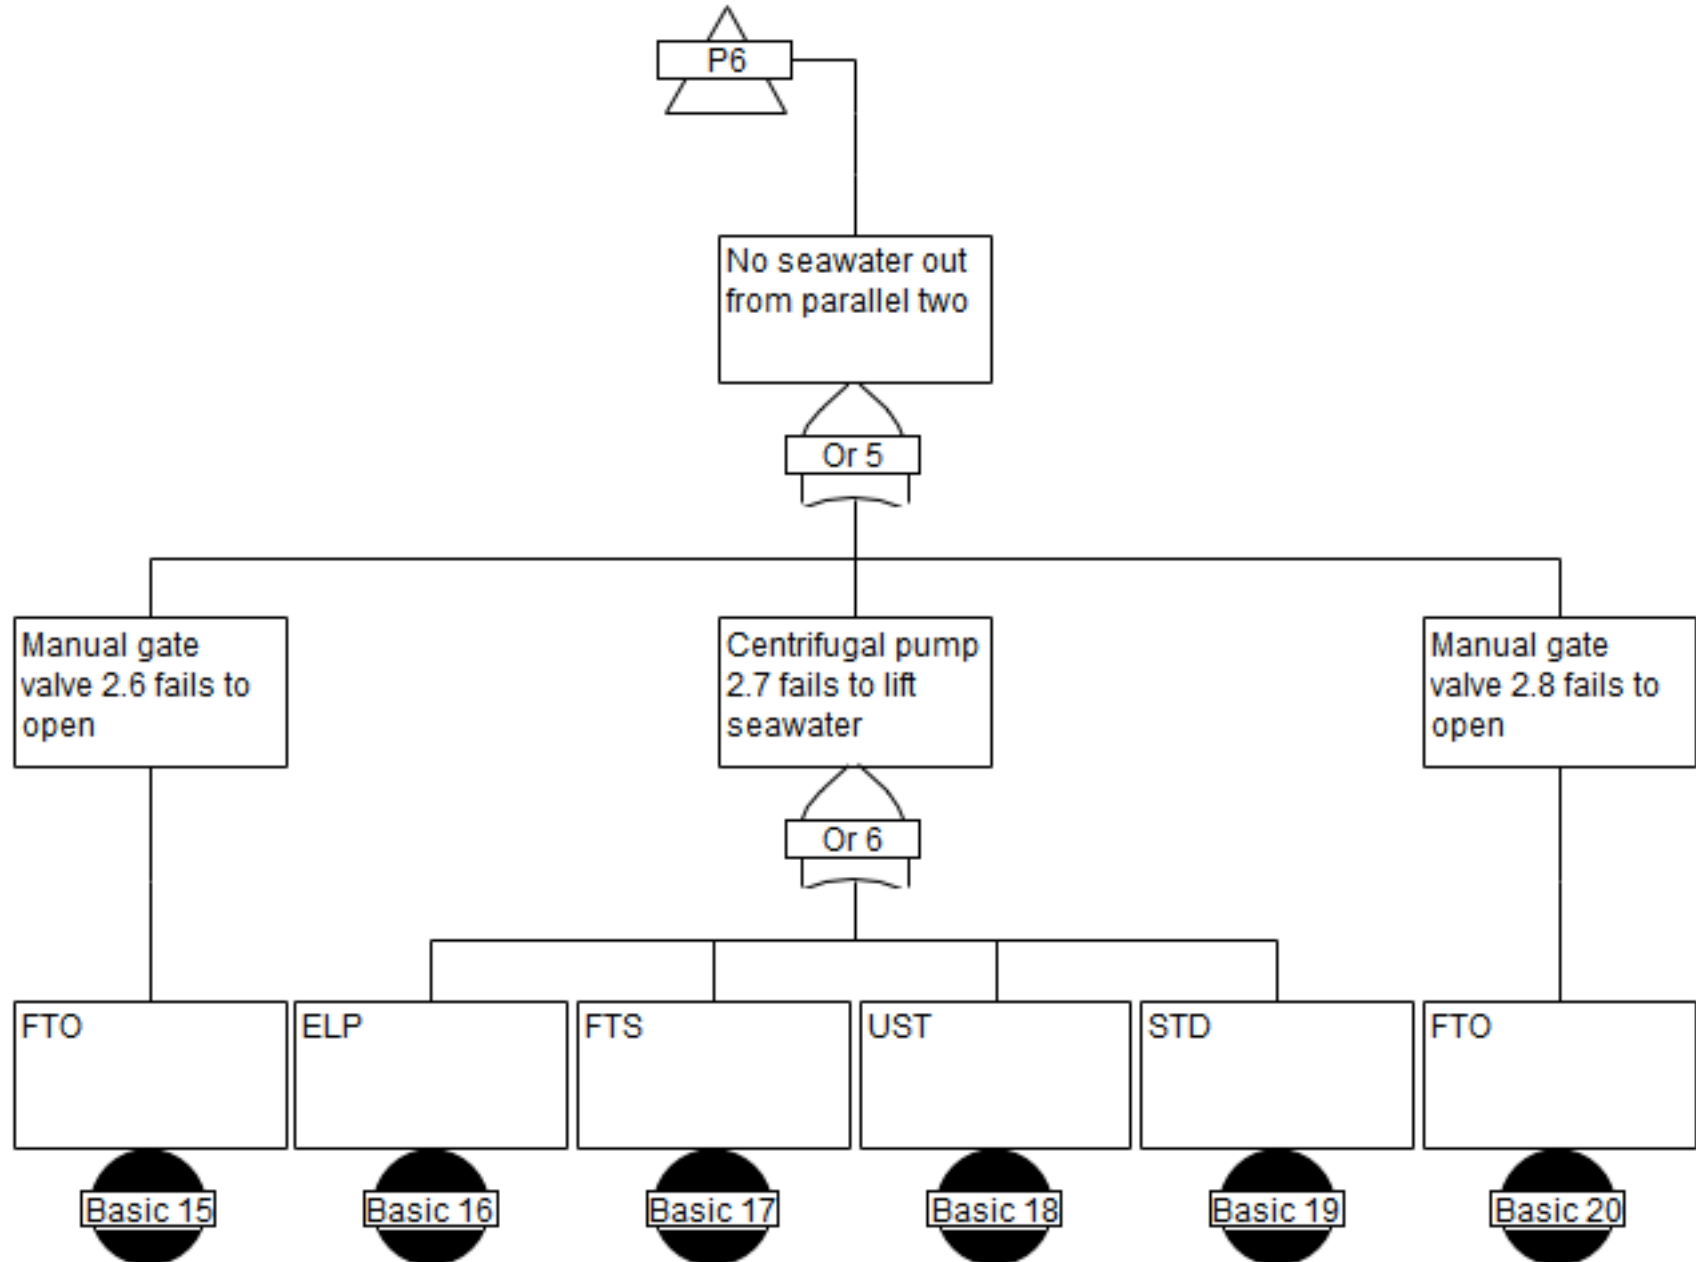 P6
No seawater out
from parallel two
Or 5
Manual gate
valve 2.6 fails to
open
Centrifugal pump
2.7 fails to lift
seawater
Manual gate
valve 2.8 fails to
open
Or 6
FTO
ELP
FTS
UST
STD
FTO
Basic 15
Basic 16
Basic 17
Basic 18
Basic 19
Basic 20